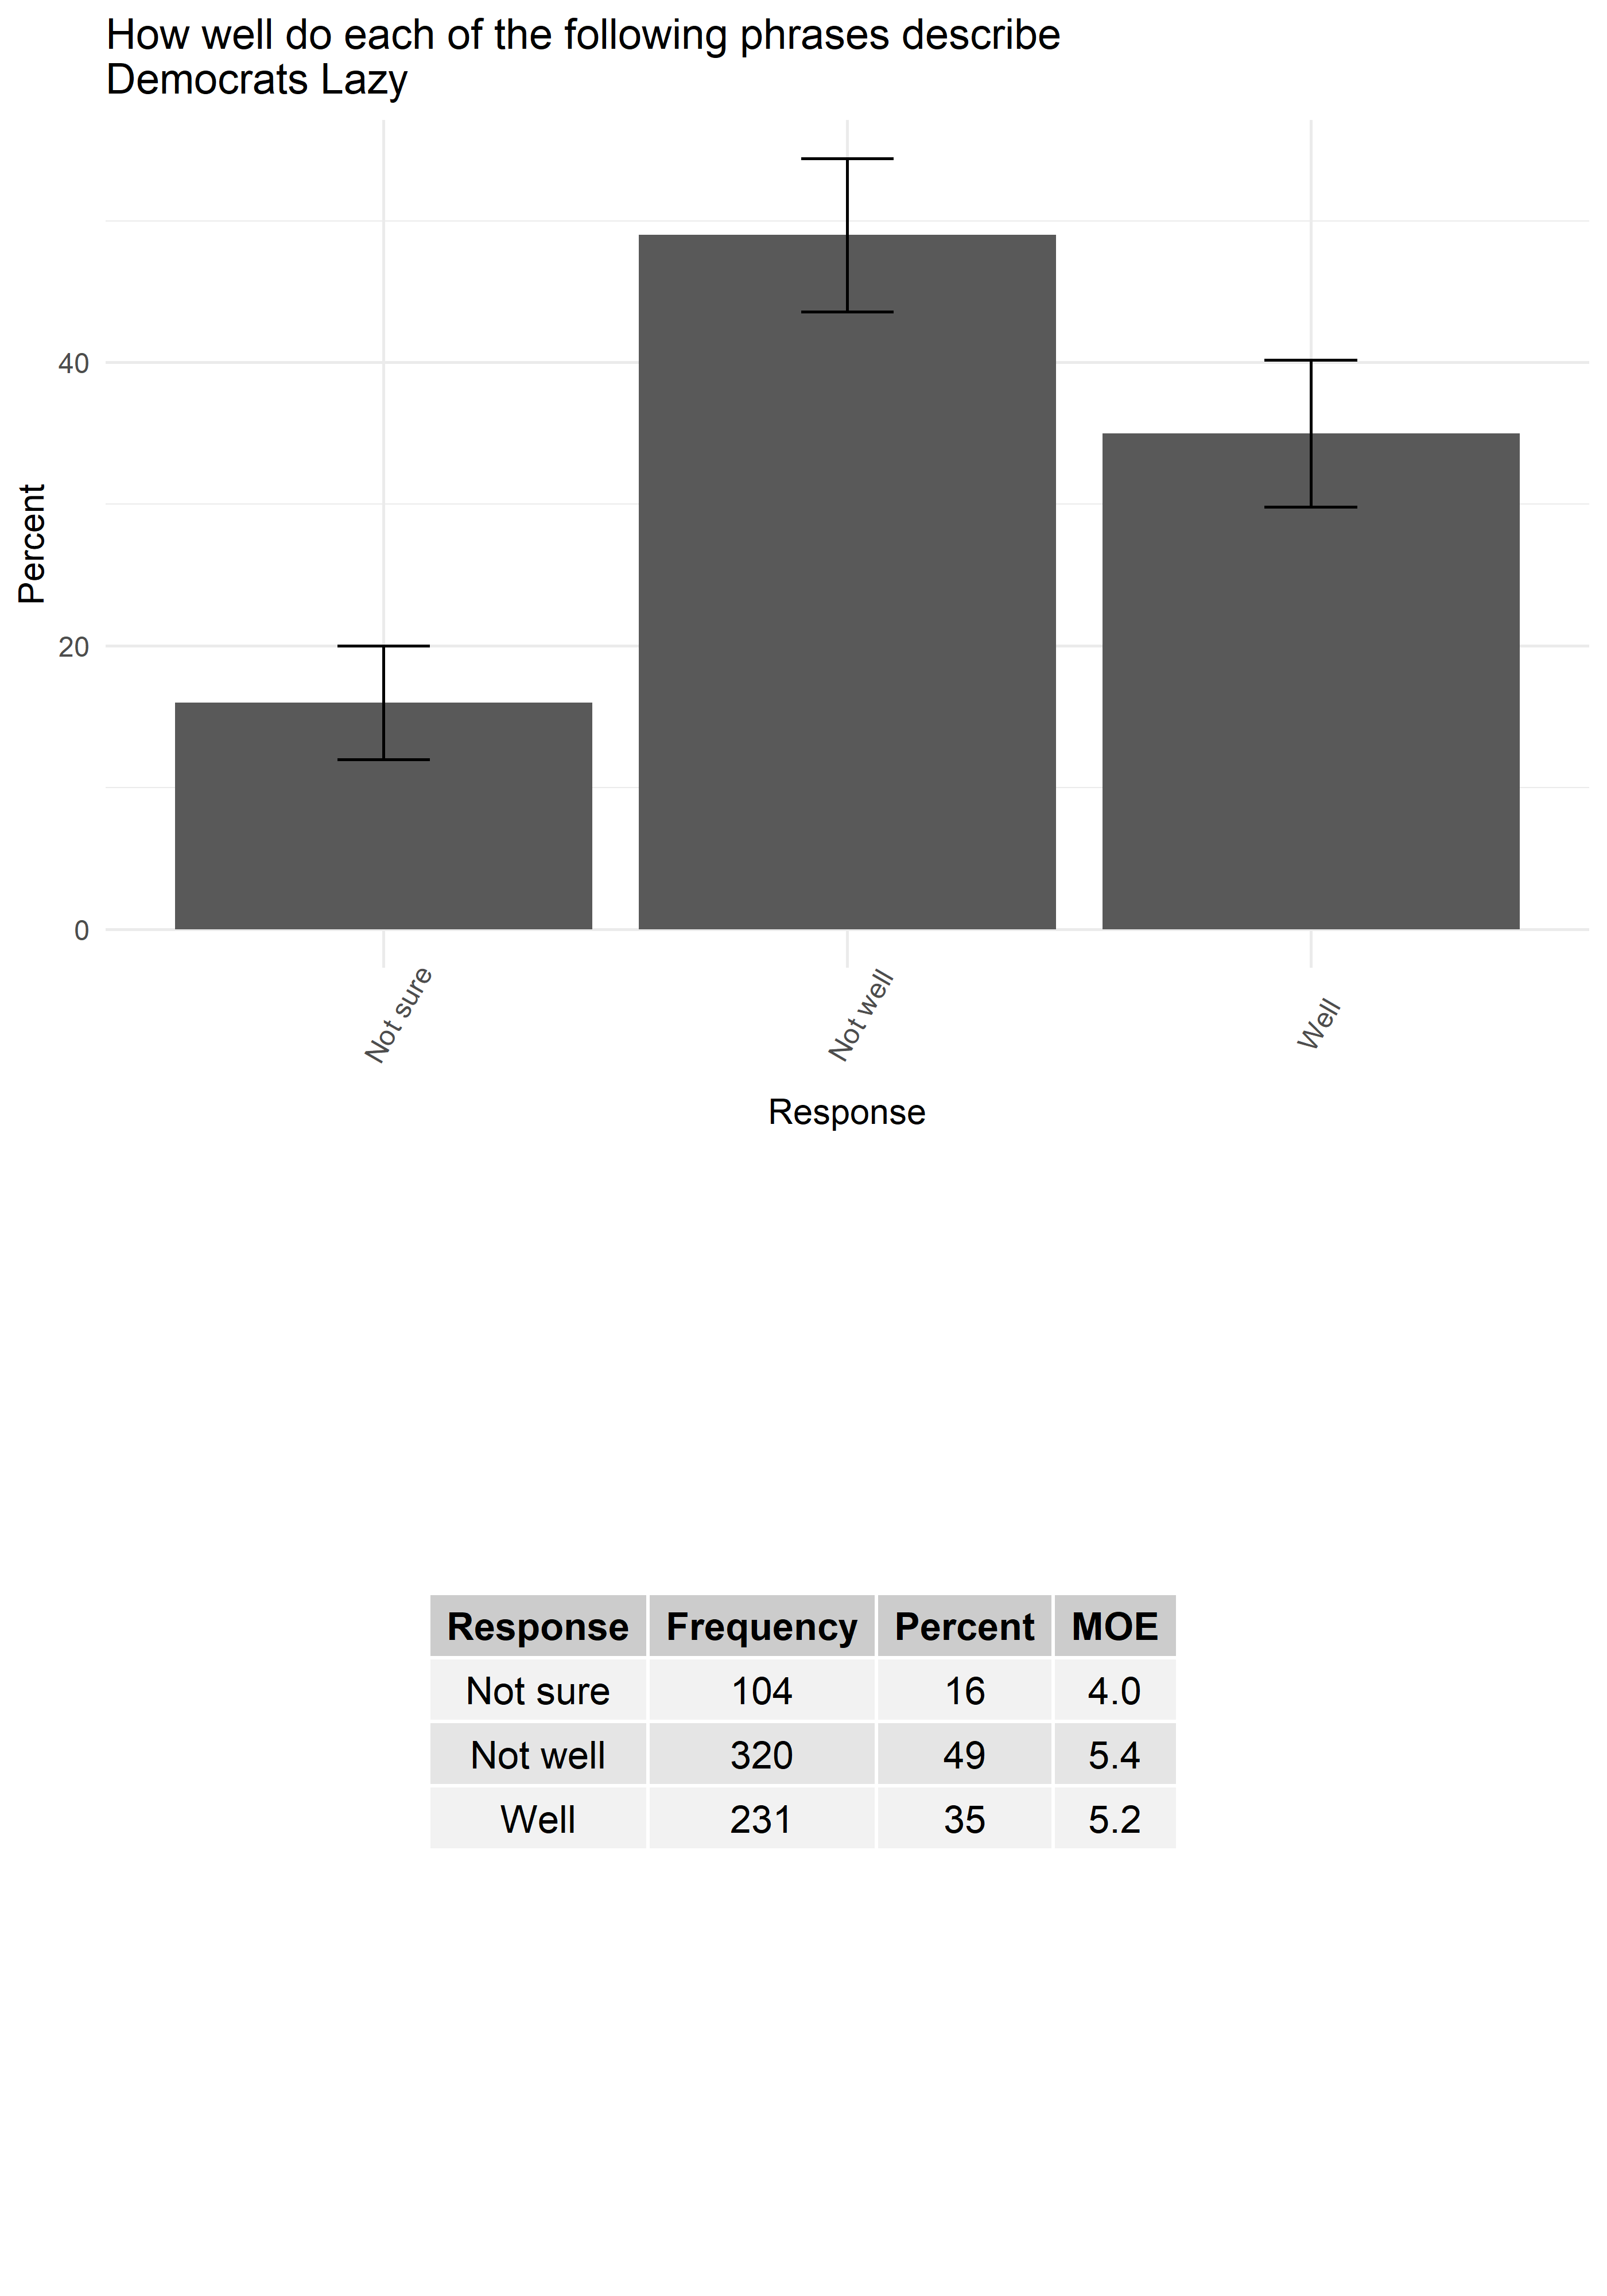 How well do each of the following phrases describe
Democrats Lazy
Percent
40
20
0
Not sure
Not well
Well
Response
Response Frequency Percent MOE
Not sure 104 16 4.0
Not well 320 49 5.4
Well 231 35 5.2